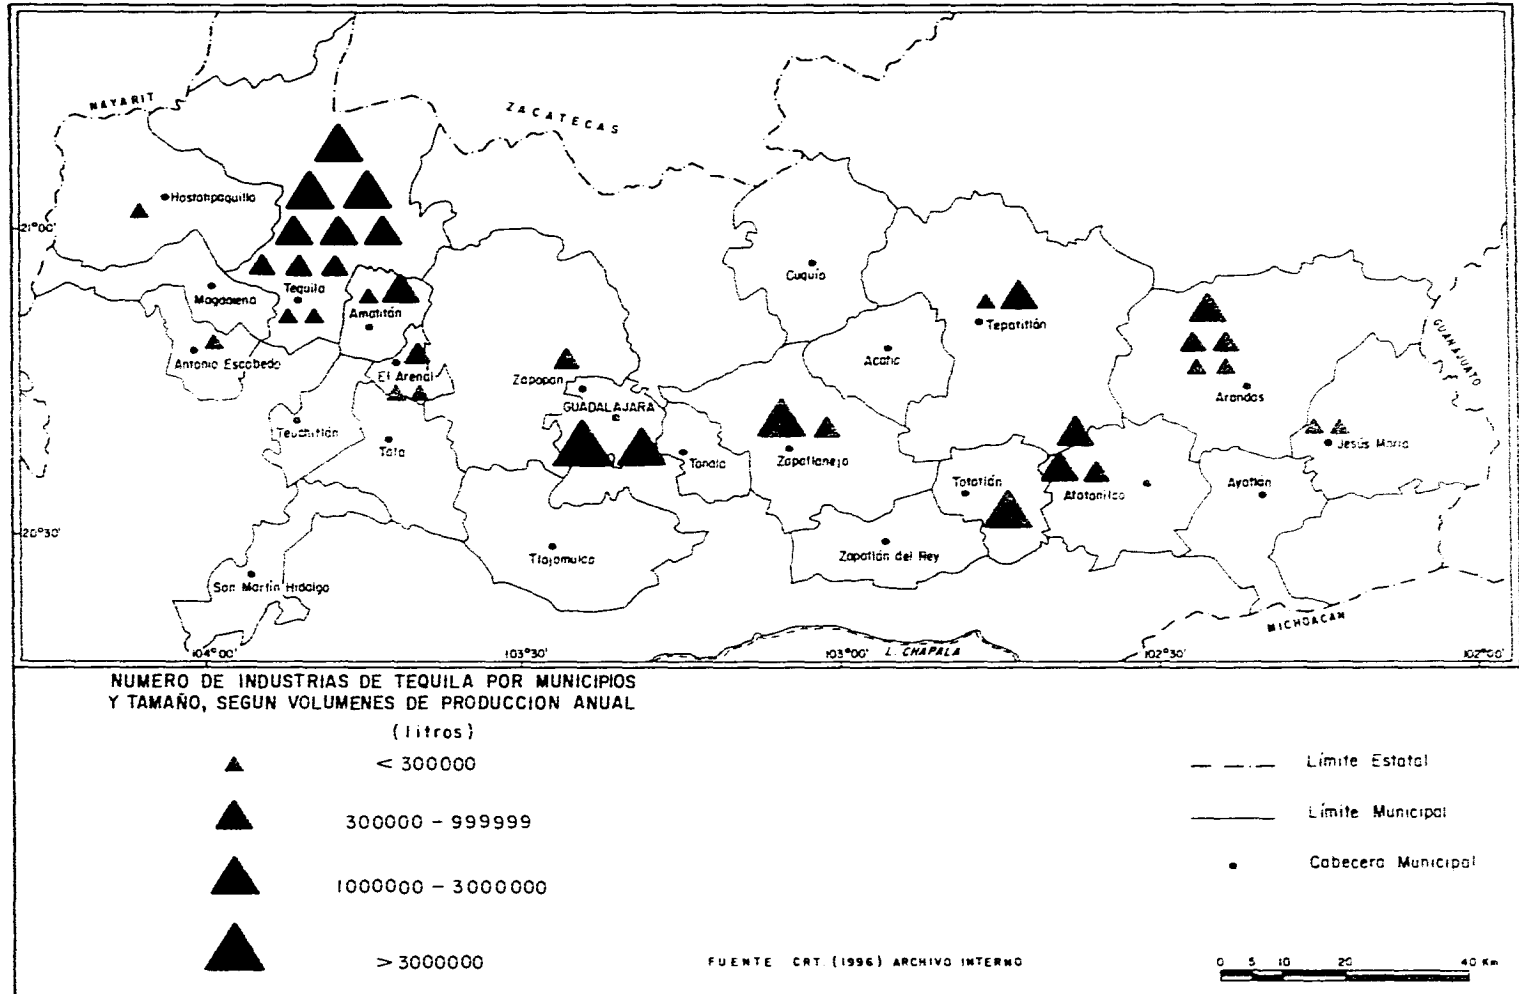 NAYARIT
ZACATECAS
Hostotipaquillo
21°00'
Cuquío
Magdalena
Tequila
Amatitán
Tepatitlán
GUANAJUATO
Antonio Escobedo
El Arenal
Zapopan
Acatic
Arandas
GUADALAJARA
Teuchitlán
Tala
Tonala
Zapotlanejo
Jesús María
Tototlán
Atotonilco
Ayotlán
20°30'
Tlajomulco
Zapotlán del Rey
San Martín Hidalgo
MICHOACAN
L. CHAPALA
104°00'
103°30'
103°00'
102°30'
102°00'
NUMERO DE INDUSTRIAS DE TEQUILA POR MUNICIPIOS
Y TAMAÑO, SEGUN VOLUMENES DE PRODUCCION ANUAL
(litros)
< 300000
300000 - 999999
1000000 - 3000000
> 3000000
Límite Estatal
Límite Municipal
Cabecera Municipal
FUENTE CRT. (1996) ARCHIVO INTERNO
0 5 10 20 40 Km